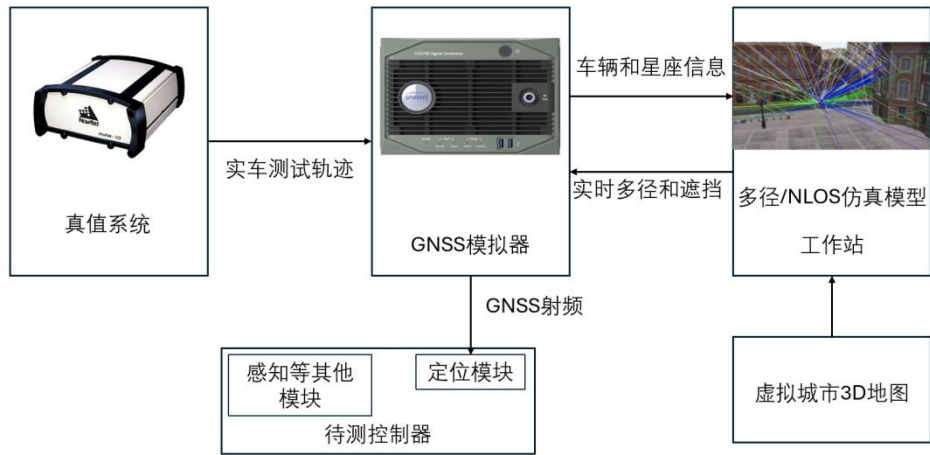 NovAtel
真值系统
实车测试轨迹
SPIRENT
GNSS模拟器
车辆和星座信息
实时多径和遮挡
多径/NLOS仿真模型
工作站
GNSS射频
感知等其他
模块
定位模块
待测控制器
虚拟城市3D地图